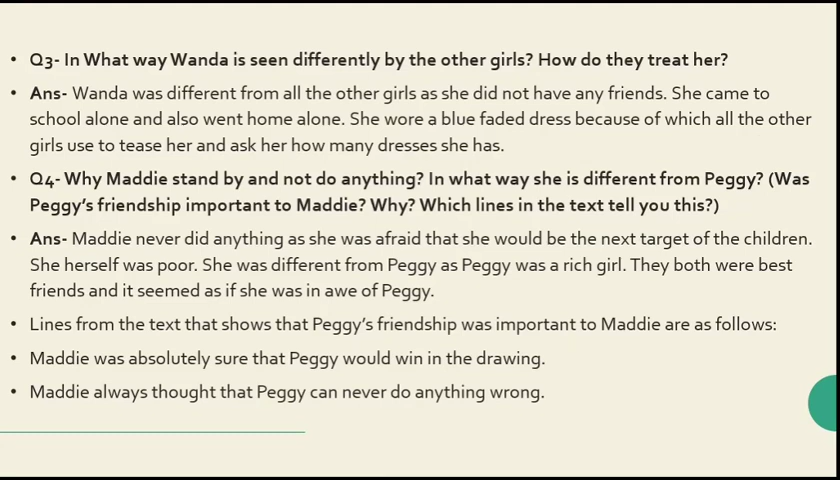 • Q3- In What way Wanda is seen differently by the other girls? How do they treat her?
• Ans- Wanda was different from all the other girls as she did not have any friends. She came to
school alone and also went home alone. She wore a blue faded dress because of which all the other
girls use to tease her and ask her how many dresses she has.
• Q4- Why Maddie stand by and not do anything? In what way she is different from Peggy? (Was
Peggy's friendship important to Maddie? Why? Which lines in the text tell you this?)
• Ans- Maddie never did anything as she was afraid that she would be the next target of the children.
She herself was poor. She was different from Peggy as Peggy was a rich girl. They both were best
friends and it seemed as if she was in awe of Peggy.
• Lines from the text that shows that Peggy's friendship was important to Maddie are as follows:
• Maddie was absolutely sure that Peggy would win in the drawing.
• Maddie always thought that Peggy can never do anything wrong.